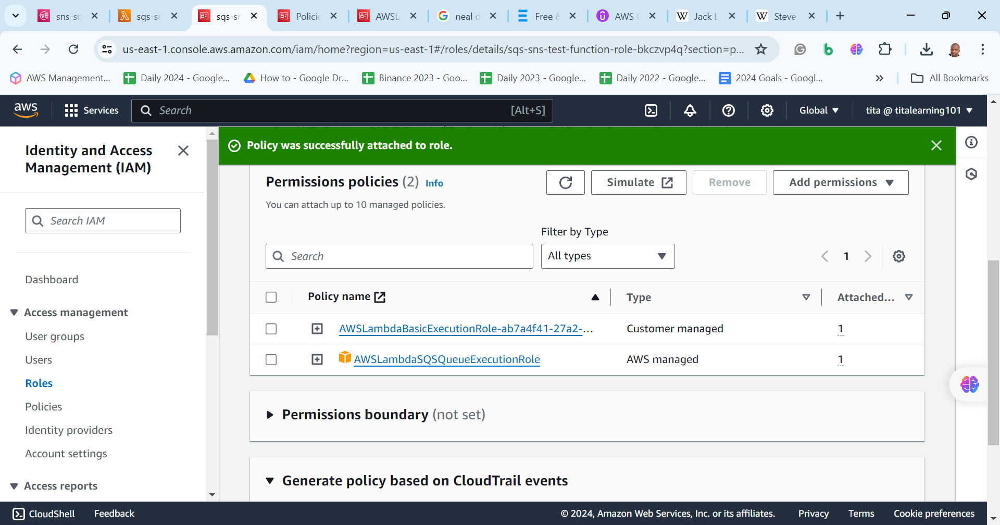 sns-sc
sqs-sr
sqs-sr
Policie
AWSL
neal d
Free &
AWS C
Jack L
Steve
us-east-1.console.aws.amazon.com/iam/home?region=us-east-1#/roles/details/sqs-sns-test-function-role-bkczvp4q?section=p...
AWS Management...
Daily 2024 - Google...
How to - Google Dr...
Binance 2023 - Goo...
Daily 2023 - Google...
Daily 2022 - Google...
2024 Goals - Googl...
All Bookmarks
aws
Services
Search
[Alt+S]
Global
tita @ titalearning101
Identity and Access
Management (IAM)
Search IAM
Dashboard
Access management
User groups
Users
Roles
Policies
Identity providers
Account settings
Access reports
Policy was successfully attached to role.
Permissions policies (2) Info
You can attach up to 10 managed policies.
Simulate
Remove
Add permissions
Filter by Type
Search
All types
1
Policy name
Type
Attached...
AWSLambdaBasicExecutionRole-ab7a4f41-27a2-...
Customer managed
1
AWSLambdaSQSQueueExecutionRole
AWS managed
1
Permissions boundary (not set)
Generate policy based on CloudTrail events
CloudShell
Feedback
© 2024, Amazon Web Services, Inc. or its affiliates.
Privacy
Terms
Cookie preferences